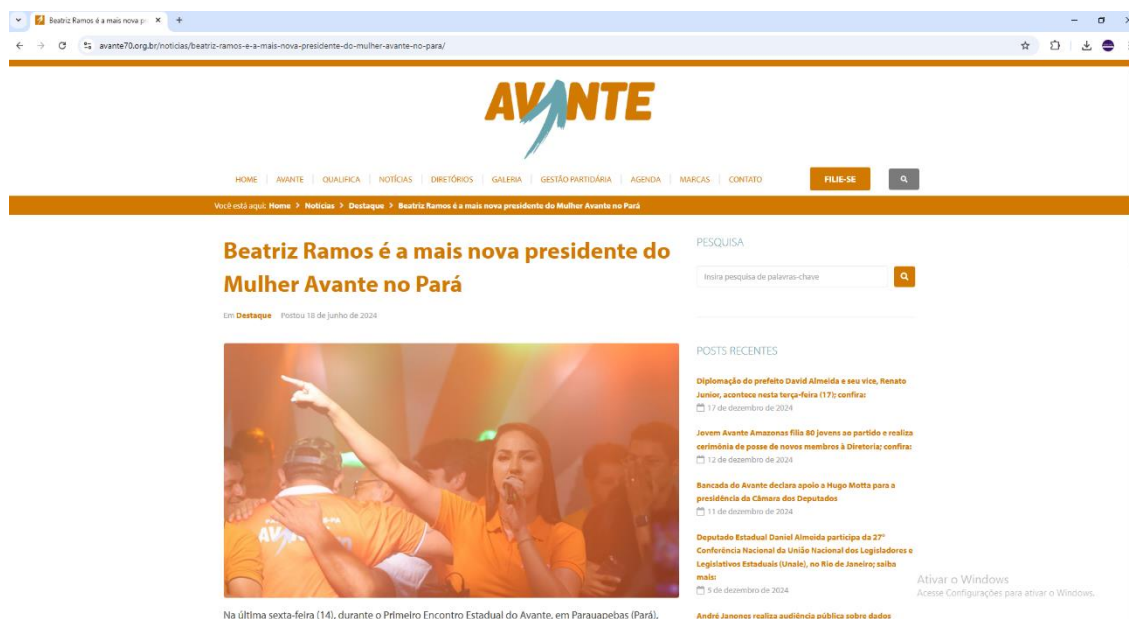 Beatriz Ramos é a mais nova pr
avante70.org.br/noticias/beatriz-ramos-e-a-mais-nova-presidente-do-mulher-avante-no-para/
AVANTE
HOME AVANTE QUALIFICA NOTÍCIAS DIRETÓRIOS GALERIA GESTÃO PARTIDÁRIA AGENDA MARCAS CONTATO FILIE-SE
Você está aqui: Home > Notícias > Destaque > Beatriz Ramos é a mais nova presidente do Mulher Avante no Pará
Beatriz Ramos é a mais nova presidente do
Mulher Avante no Pará
Em Destaque Postou 18 de junho de 2024
Na última sexta-feira (14), durante o Primeiro Encontro Estadual do Avante, em Parauapebas (Pará),
PESQUISA
Insira pesquisa de palavras-chave
POSTS RECENTES
Diplomação do prefeito David Almeida e seu vice, Renato
Junior, acontece nesta terça-feira (17); confira:
17 de dezembro de 2024
Jovem Avante Amazonas filia 80 jovens ao partido e realiza
cerimônia de posse de novos membros à Diretoria; confira:
12 de dezembro de 2024
Bancada do Avante declara apoio a Hugo Motta para a
presidência da Câmara dos Deputados
11 de dezembro de 2024
Deputado Estadual Daniel Almeida participa da 27ª
Conferência Nacional da União Nacional dos Legisladores e
Legislativos Estaduais (Unale), no Rio de Janeiro; saiba
mais:
5 de dezembro de 2024
André Janones realiza audiência pública sobre dados
Ativar o Windows
Acesse Configurações para ativar o Windows.